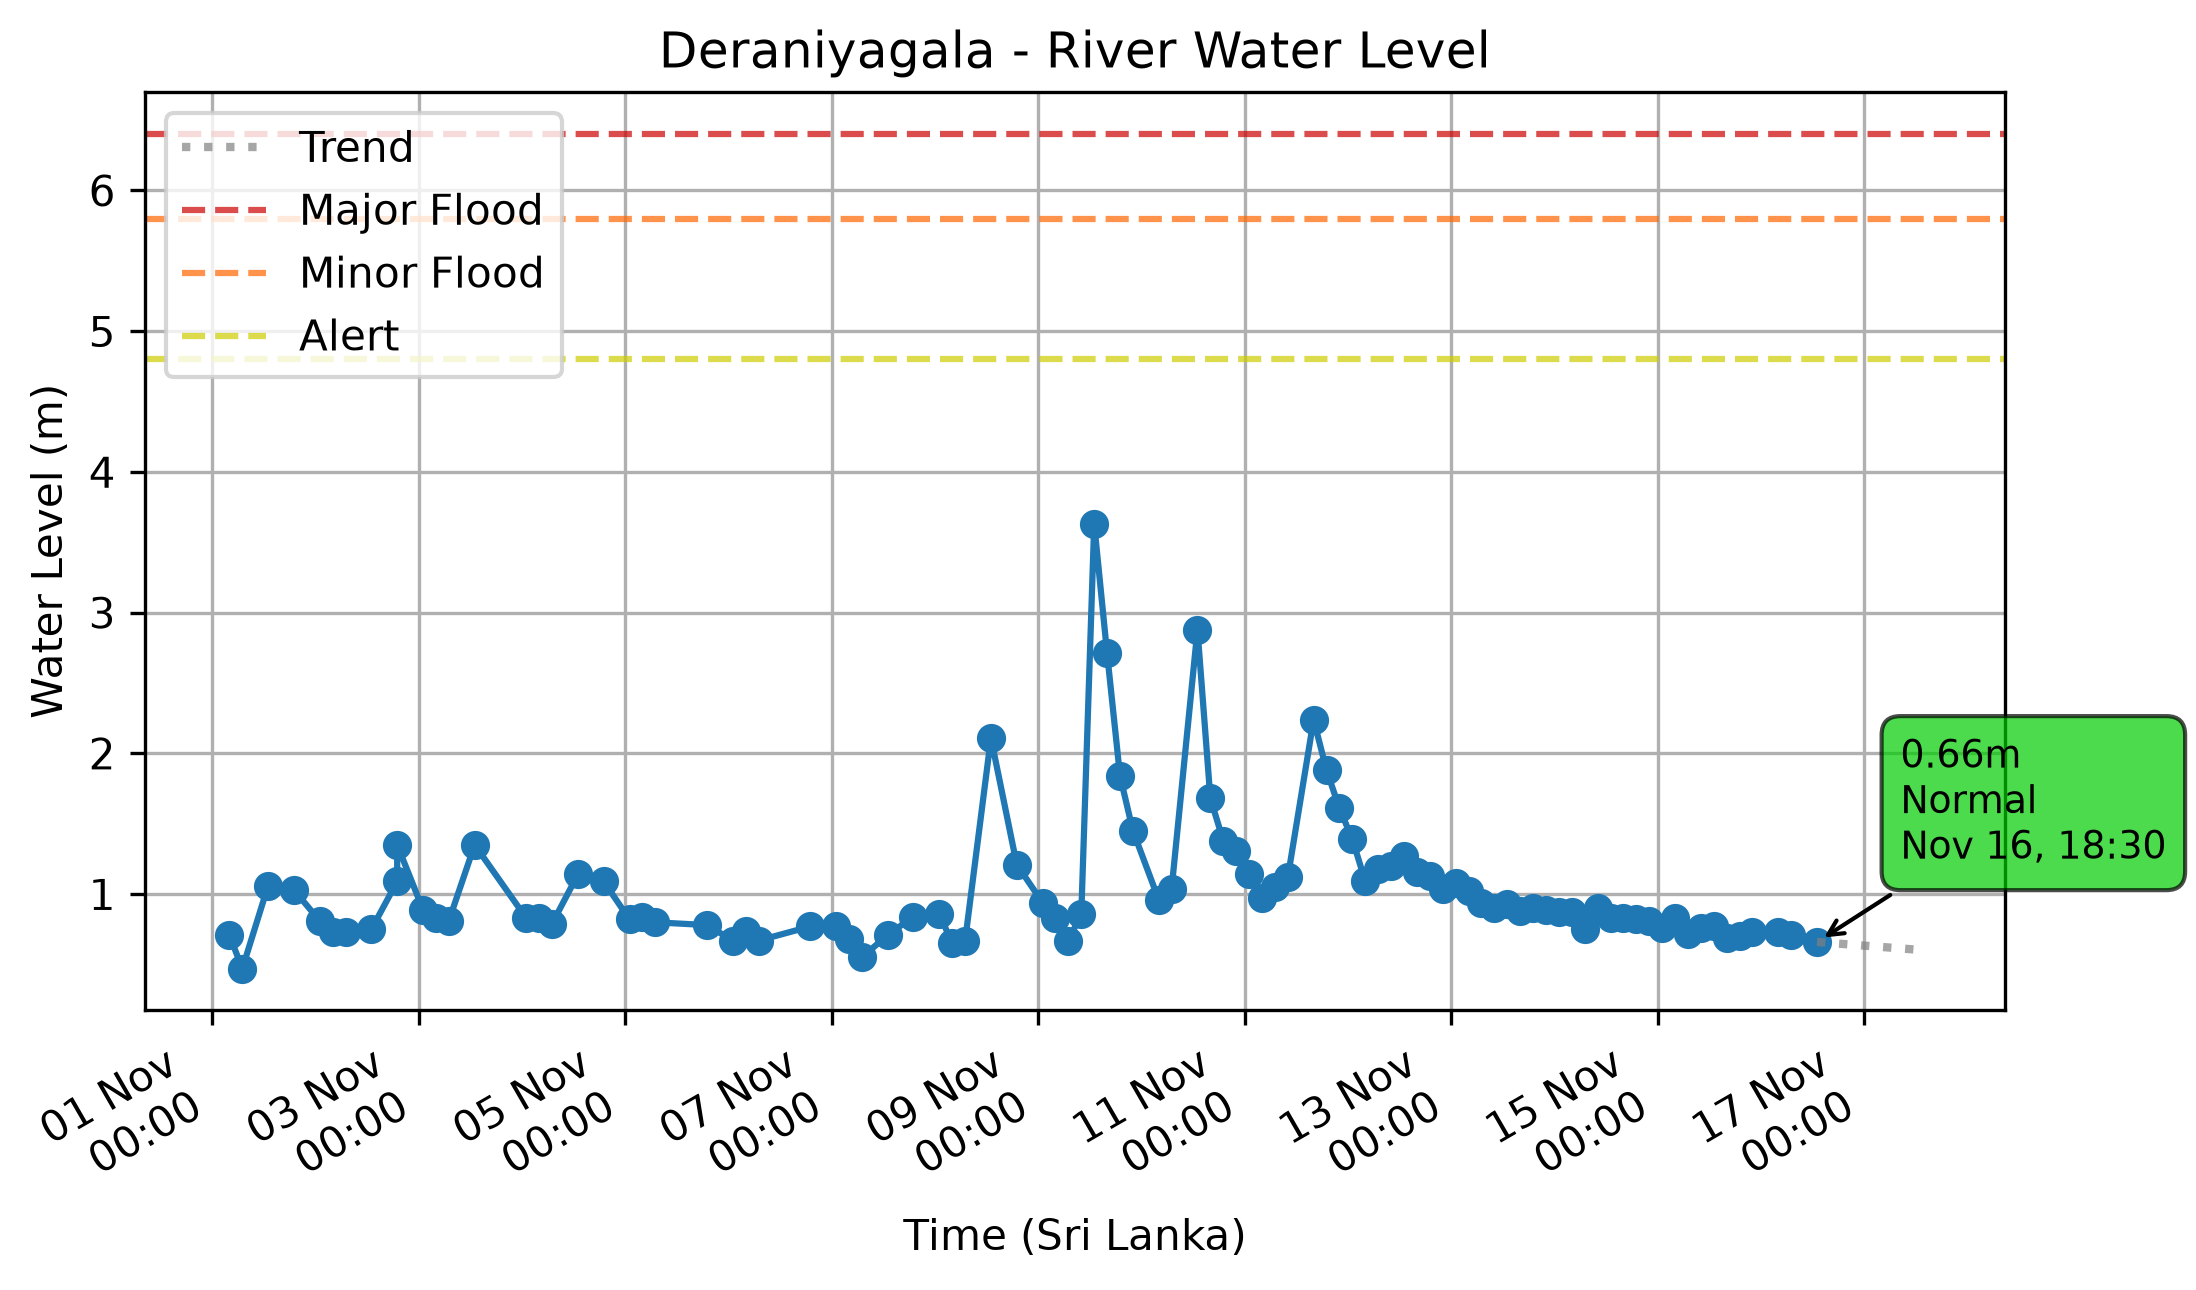 Deraniyagala - River Water Level
Trend
Major Flood
Minor Flood
Alert
Water Level (m)
6
5
4
3
2
1
0.66m
Normal
Nov 16, 18:30
01 Nov
00:00
03 Nov
00:00
05 Nov
00:00
07 Nov
00:00
09 Nov
00:00
11 Nov
00:00
13 Nov
00:00
15 Nov
00:00
17 Nov
00:00
Time (Sri Lanka)